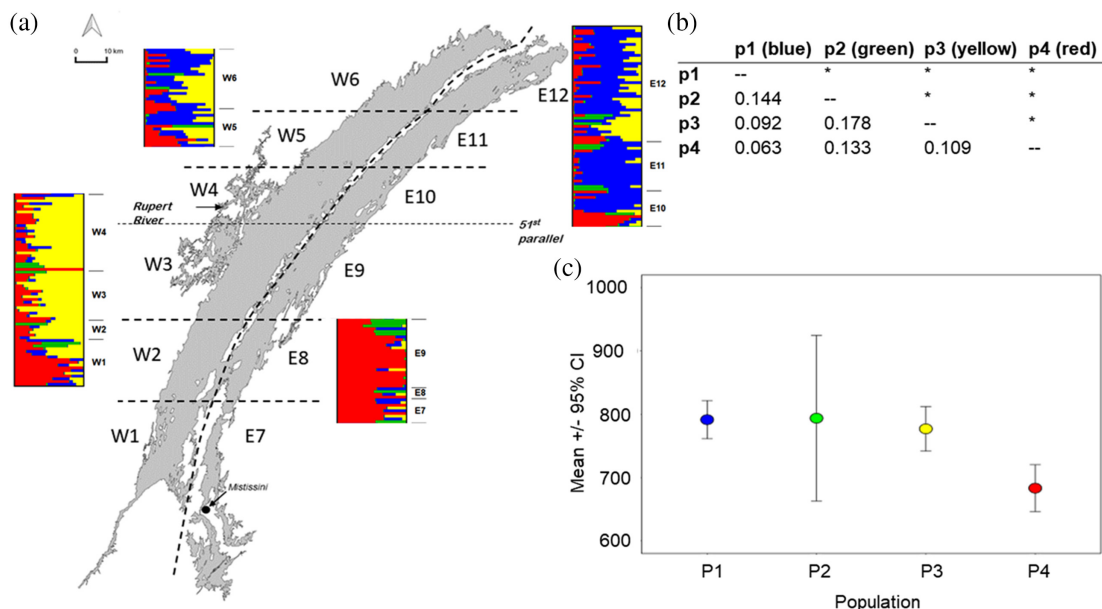 (a)
0 10 km
W6
W5
W6
W5
W4
Rupert
River
W3
W4
W3
W2
W1
W2
W1
E12
E11
E10
51st
parallel
E9
E8
E7
Mistissini
E9
E8
E7
E12
E11
E10
(b)
p1 (blue) p2 (green) p3 (yellow) p4 (red)
p1 -- * * *
p2 0.144 -- * *
p3 0.092 0.178 -- *
p4 0.063 0.133 0.109 --
(c)
Mean +/- 95% CI
1000
900
800
700
600
P1 P2 P3 P4
Population